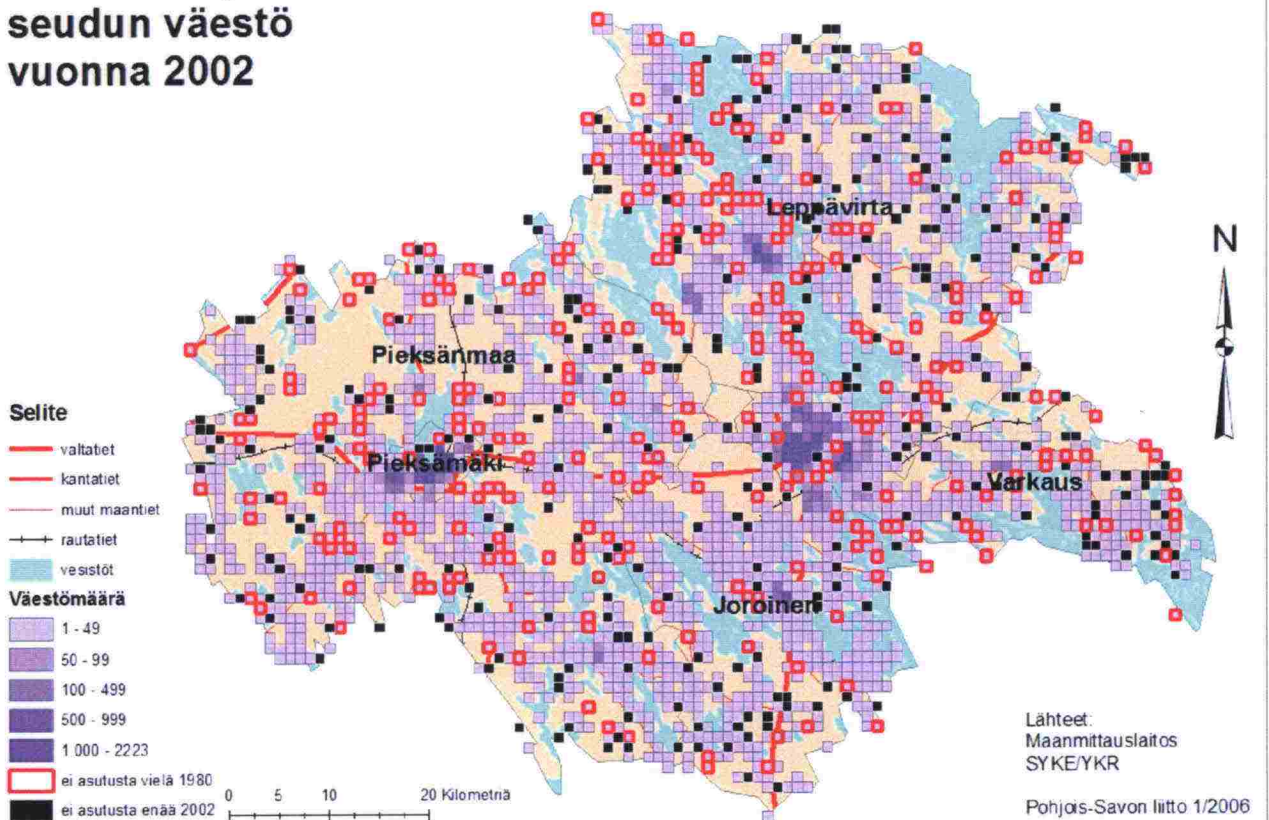 seudun väestö
vuonna 2002
Leppävirta
N
Pieksänmaa
Pieksämäki
Varkaus
Joroinen
Selite
valtatiet
kantatiet
muut maantiet
rautatiet
vesistöt
Väestömäärä
1 - 49
50 - 99
100 - 499
500 - 999
1 000 - 2223
ei asutusta vielä 1980
ei asutusta enää 2002
0 5 10 20 Kilometriä
Lähteet:
Maanmittauslaitos
SYKE/YKR
Pohjois-Savon liitto 1/2006